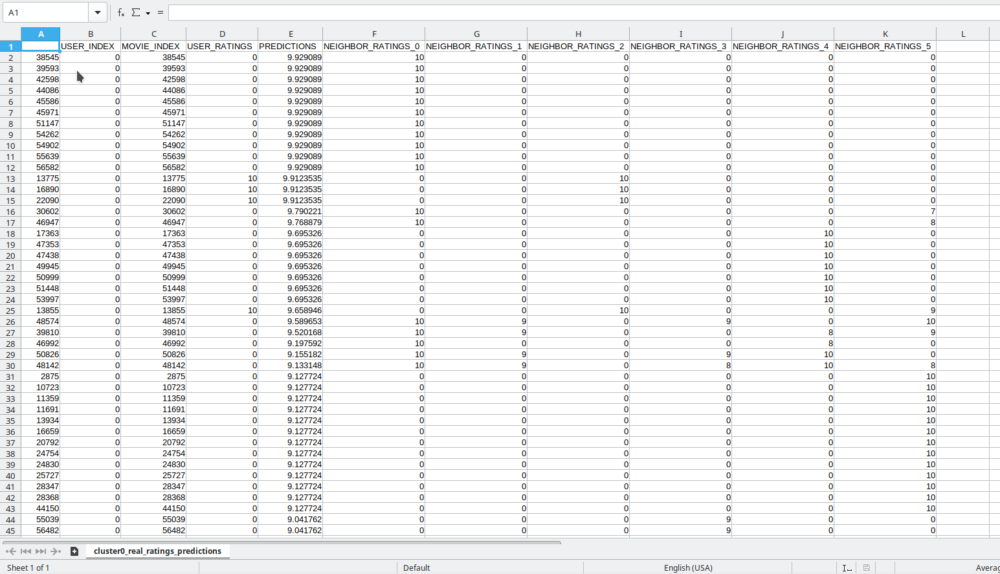 A1 fx Σ =
A B C D E F G H I J K L
1 USER_INDEX MOVIE_INDEX USER_RATINGS PREDICTIONS NEIGHBOR_RATINGS_0 NEIGHBOR_RATINGS_1 NEIGHBOR_RATINGS_2 NEIGHBOR_RATINGS_3 NEIGHBOR_RATINGS_4 NEIGHBOR_RATINGS_5
2 38545 0 38545 0 9.929089 10 0 0 0 0 0
3 39593 0 39593 0 9.929089 10 0 0 0 0 0
4 42598 0 42598 0 9.929089 10 0 0 0 0 0
5 44086 0 44086 0 9.929089 10 0 0 0 0 0
6 45586 0 45586 0 9.929089 10 0 0 0 0 0
7 45971 0 45971 0 9.929089 10 0 0 0 0 0
8 51147 0 51147 0 9.929089 10 0 0 0 0 0
9 54262 0 54262 0 9.929089 10 0 0 0 0 0
10 54902 0 54902 0 9.929089 10 0 0 0 0 0
11 55639 0 55639 0 9.929089 10 0 0 0 0 0
12 56582 0 56582 0 9.929089 10 0 0 0 0 0
13 13775 0 13775 10 9.9123535 0 0 10 0 0 0
14 16890 0 16890 10 9.9123535 0 0 10 0 0 0
15 22090 0 22090 10 9.9123535 0 0 10 0 0 0
16 30602 0 30602 0 9.790221 10 0 0 0 0 7
17 46947 0 46947 0 9.768879 10 0 0 0 0 8
18 17363 0 17363 0 9.695326 0 0 0 0 10 0
19 47353 0 47353 0 9.695326 0 0 0 0 10 0
20 47438 0 47438 0 9.695326 0 0 0 0 10 0
21 49945 0 49945 0 9.695326 0 0 0 0 10 0
22 50999 0 50999 0 9.695326 0 0 0 0 10 0
23 51448 0 51448 0 9.695326 0 0 0 0 10 0
24 53997 0 53997 0 9.695326 0 0 0 0 10 0
25 13855 0 13855 10 9.658946 0 0 10 0 0 9
26 48574 0 48574 0 9.589653 10 9 0 9 0 10
27 39810 0 39810 0 9.520168 10 9 0 0 8 9
28 46992 0 46992 0 9.197592 10 0 0 0 8 0
29 50826 0 50826 0 9.155182 10 9 0 9 10 0
30 48142 0 48142 0 9.133148 10 9 0 8 10 8
31 2875 0 2875 0 9.127724 0 0 0 0 0 10
32 10723 0 10723 0 9.127724 0 0 0 0 0 10
33 11359 0 11359 0 9.127724 0 0 0 0 0 10
34 11691 0 11691 0 9.127724 0 0 0 0 0 10
35 13934 0 13934 0 9.127724 0 0 0 0 0 10
36 16659 0 16659 0 9.127724 0 0 0 0 0 10
37 20792 0 20792 0 9.127724 0 0 0 0 0 10
38 24754 0 24754 0 9.127724 0 0 0 0 0 10
39 24830 0 24830 0 9.127724 0 0 0 0 0 10
40 25727 0 25727 0 9.127724 0 0 0 0 0 10
41 28347 0 28347 0 9.127724 0 0 0 0 0 10
42 28368 0 28368 0 9.127724 0 0 0 0 0 10
43 44150 0 44150 0 9.127724 0 0 0 0 0 10
44 55039 0 55039 0 9.041762 0 0 0 9 0 0
45 56482 0 56482 0 9.041762 0 0 0 9 0 0
cluster0_real_ratings_predictions
Sheet 1 of 1 Default English (USA) Averag